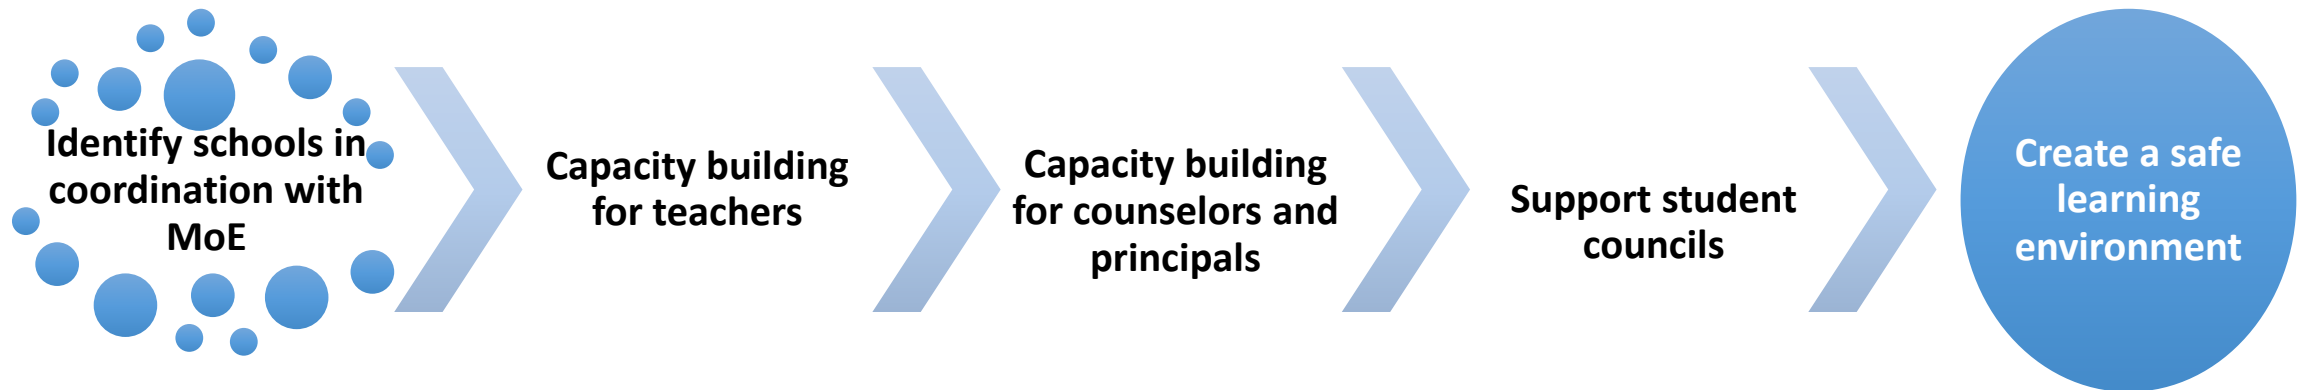 Identify schools in
coordination with
MoE
Capacity building
for teachers
Capacity building
for counselors and
principals
Support student
councils
Create a safe
learning
environment